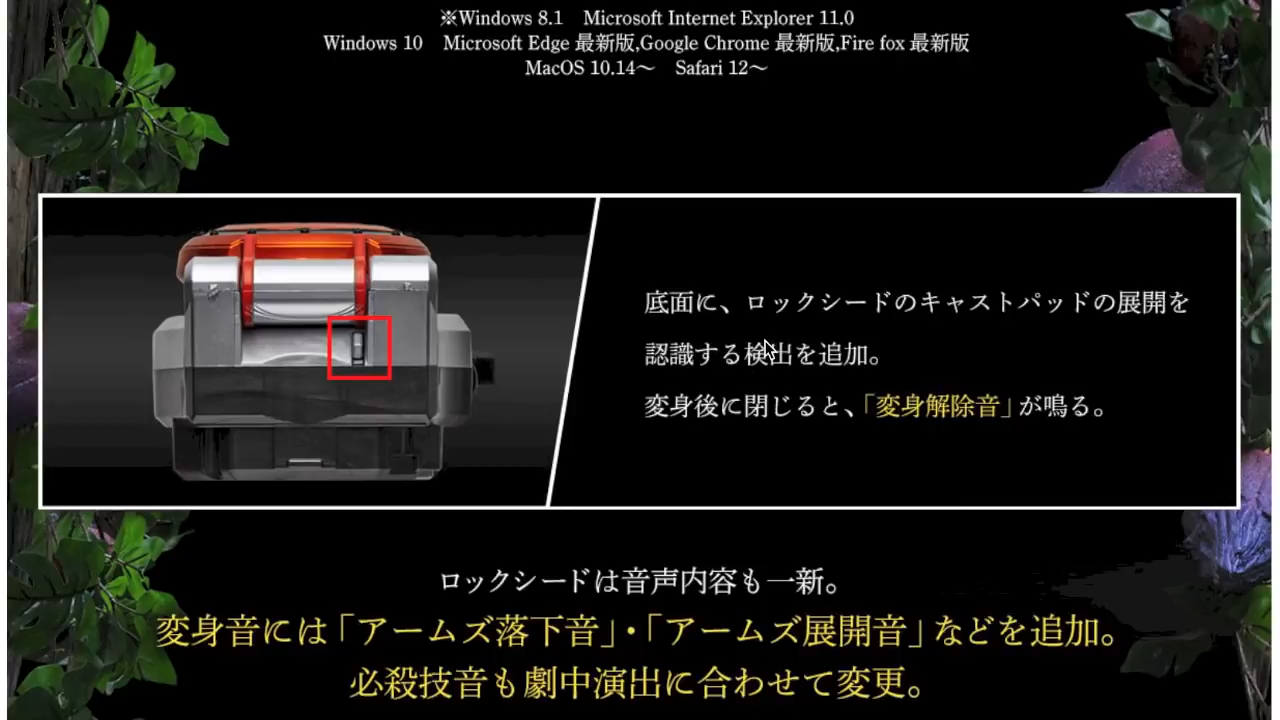 ※Windows 8.1　Microsoft Internet Explorer 11.0
Windows 10　Microsoft Edge 最新版,Google Chrome 最新版,Fire fox 最新版
MacOS 10.14～　Safari 12～
底面に、ロックシードのキャストパッドの展開を
認識する検出を追加。
変身後に閉じると、「変身解除音」が鳴る。
ロックシードは音声内容も一新。
変身音には「アームズ落下音」・「アームズ展開音」などを追加。
必殺技音も劇中演出に合わせて変更。